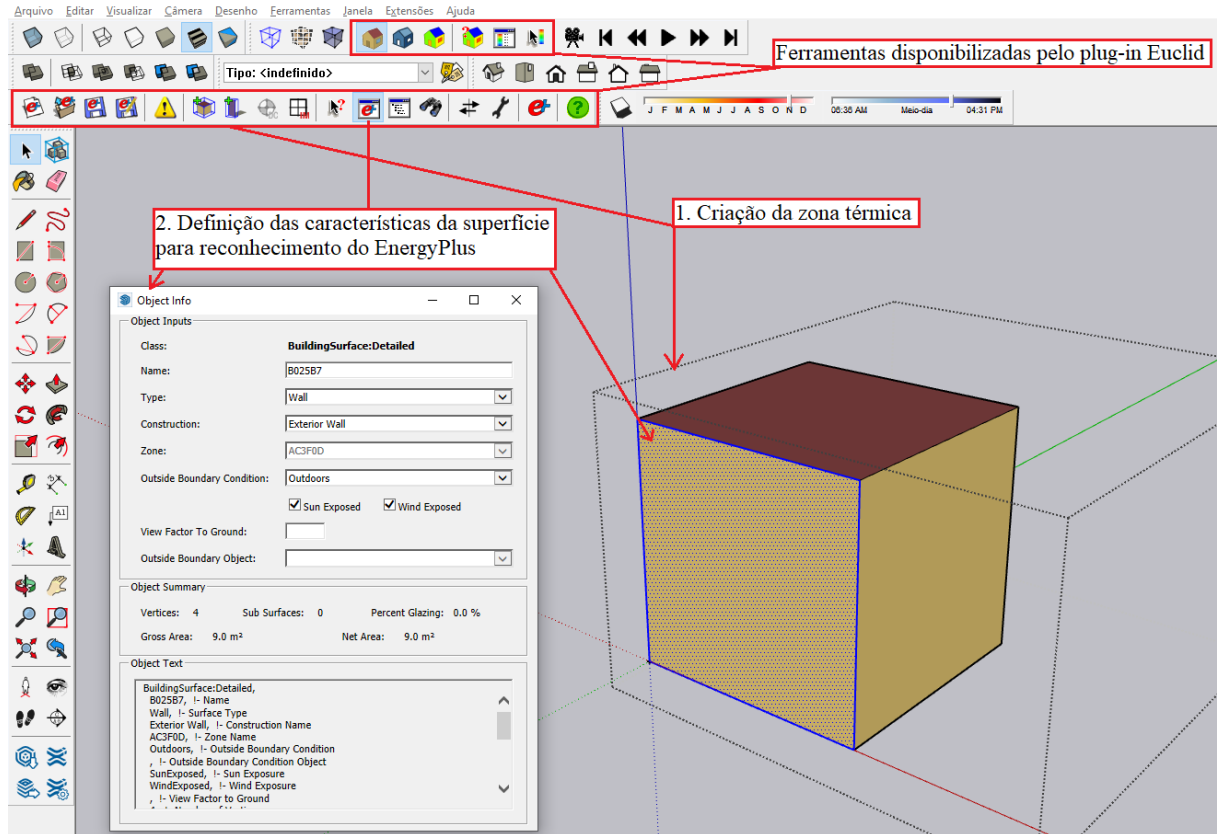 Arquivo Editar Visualizar Câmera Desenho Ferramentas Janela Extensões Ajuda
Ferramentas disponibilizadas pelo plug-in Euclid
Tipo: <indefinido>
J F M A M J J A S O N D
06:36 AM Meio-dia 04:31 PM
1. Criação da zona térmica
2. Definição das características da superfície
para reconhecimento do EnergyPlus
A1
Object Info
Object Inputs
Class: BuildingSurface:Detailed
Name: B025B7
Type: Wall
Construction: Exterior Wall
Zone: AC3F0D
Outside Boundary Condition: Outdoors
Sun Exposed Wind Exposed
View Factor To Ground:
Outside Boundary Object:
Object Summary
Vertices: 4 Sub Surfaces: 0 Percent Glazing: 0.0 %
Gross Area: 9.0 m² Net Area: 9.0 m²
Object Text
BuildingSurface:Detailed,
B025B7, !- Name
Wall, !- Surface Type
Exterior Wall, !- Construction Name
AC3F0D, !- Zone Name
Outdoors, !- Outside Boundary Condition
, !- Outside Boundary Condition Object
SunExposed, !- Sun Exposure
WindExposed, !- Wind Exposure
, !- View Factor to Ground